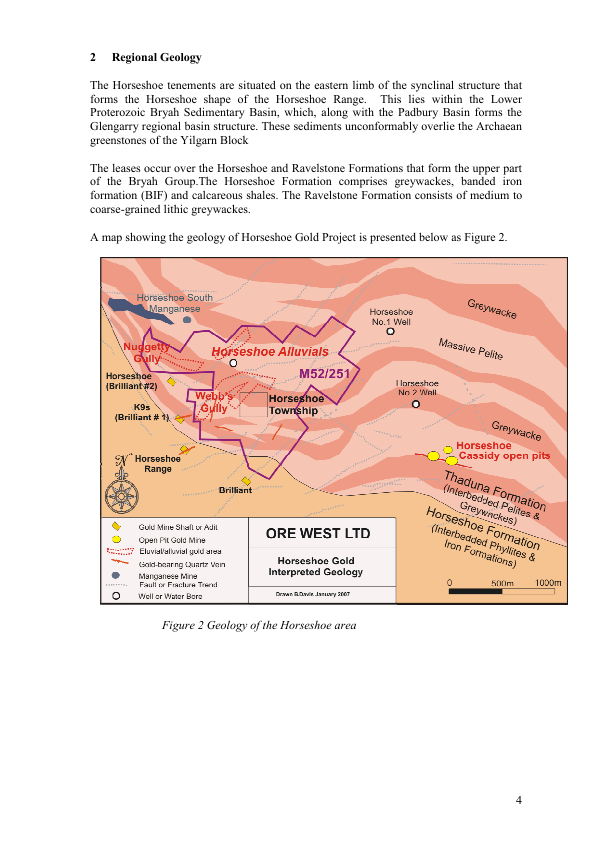 2 Regional Geology
The Horseshoe tenements are situated on the eastern limb of the synclinal structure that
forms the Horseshoe shape of the Horseshoe Range. This lies within the Lower
Proterozoic Bryah Sedimentary Basin, which, along with the Padbury Basin forms the
Glengarry regional basin structure. These sediments unconformably overlie the Archaean
greenstones of the Yilgarn Block
The leases occur over the Horseshoe and Ravelstone Formations that form the upper part
of the Bryah Group.The Horseshoe Formation comprises greywackes, banded iron
formation (BIF) and calcareous shales. The Ravelstone Formation consists of medium to
coarse-grained lithic greywackes.
A map showing the geology of Horseshoe Gold Project is presented below as Figure 2.
Horseshoe South
Manganese
Horseshoe
No.1 Well
Greywacke
Nuggetty
Gully
Horseshoe Alluvials
Massive Pelite
M52/251
Horseshoe
(Brilliant #2)
Horseshoe
No 2 Well
Webb's
Gully
Horseshoe
Township
K9s
(Brilliant # 1)
Greywacke
Horseshoe
Cassidy open pits
Horseshoe
Range
N
Brilliant
Thaduna Formation
(Interbedded Pelites &
Greywackes)
Horseshoe Formation
(Interbedded Phyllites &
Iron Formations)
Gold Mine Shaft or Adit
Open Pit Gold Mine
Eluvial/alluvial gold area
Gold-bearing Quartz Vein
Manganese Mine
Fault or Fracture Trend
Well or Water Bore
ORE WEST LTD
Horseshoe Gold
Interpreted Geology
Drawn B.Davis January 2007
0 500m 1000m
Figure 2 Geology of the Horseshoe area
4